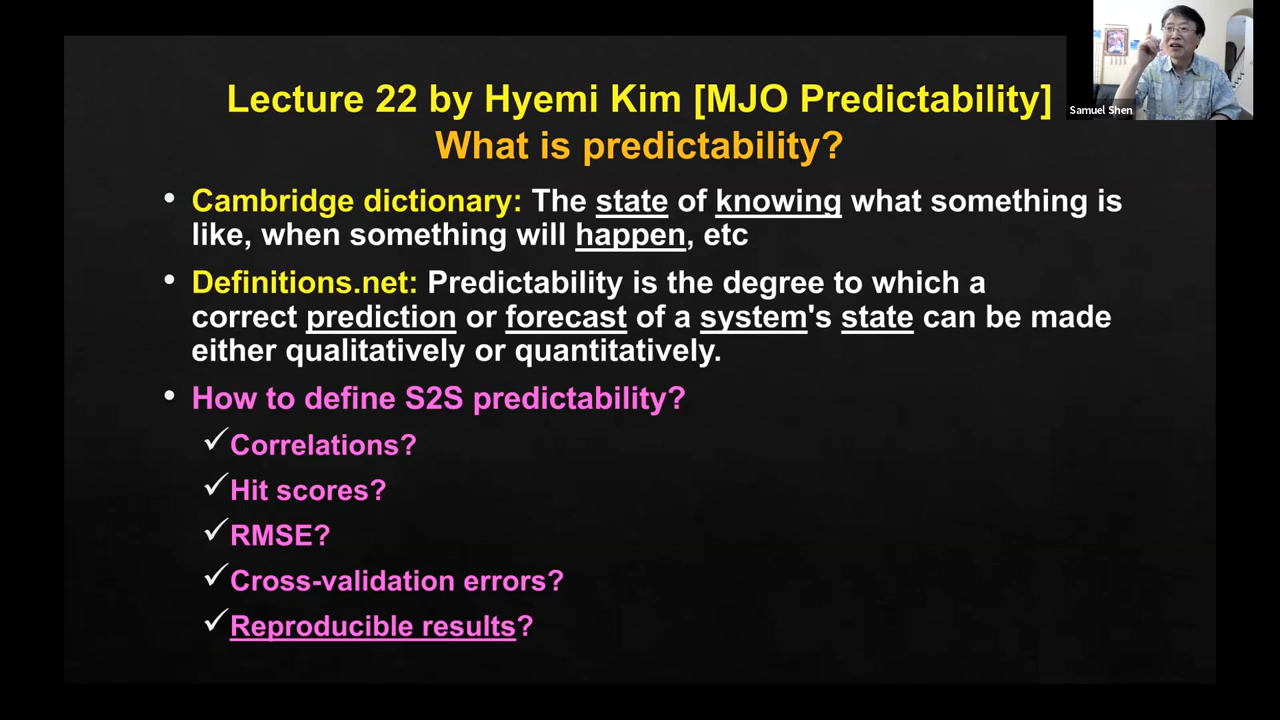 Lecture 22 by Hyemi Kim [MJO Predictability]
What is predictability?
Samuel Shen
• Cambridge dictionary: The state of knowing what something is
like, when something will happen, etc
• Definitions.net: Predictability is the degree to which a
correct prediction or forecast of a system's state can be made
either qualitatively or quantitatively.
• How to define S2S predictability?
✓Correlations?
✓Hit scores?
✓RMSE?
✓Cross-validation errors?
✓Reproducible results?